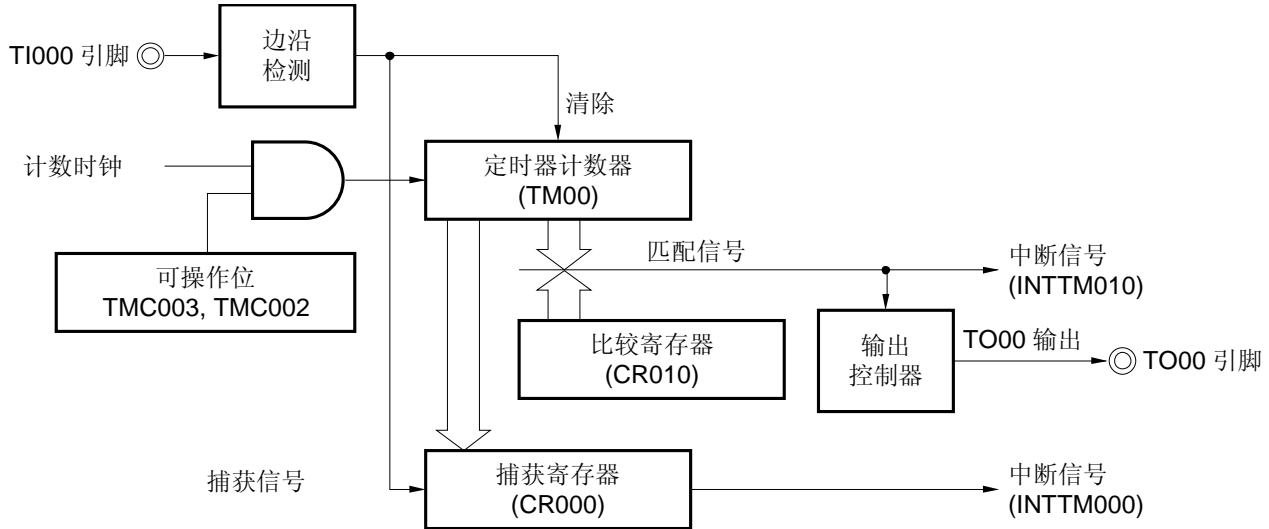 TI000 引脚
边沿
检测
清除
计数时钟
定时器计数器
(TM00)
可操作位
TMC003, TMC002
匹配信号
中断信号
(INTTM010)
比较寄存器
(CR010)
输出
控制器
TO00 输出
TO00 引脚
捕获信号
捕获寄存器
(CR000)
中断信号
(INTTM000)